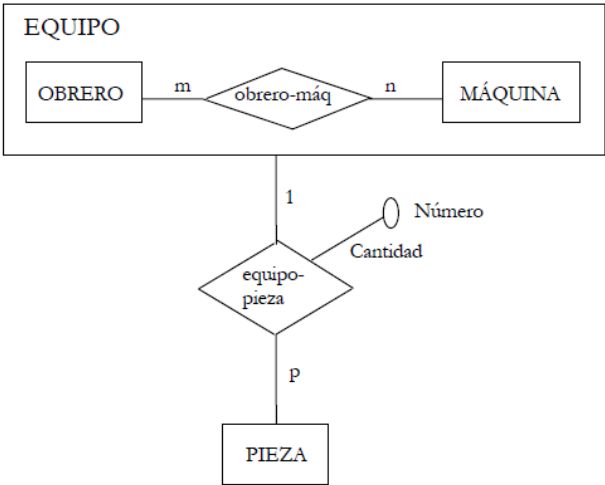 EQUIPO
OBRERO
m
obrero-máq
n
MÁQUINA
1
Número
Cantidad
equipo-
pieza
p
PIEZA